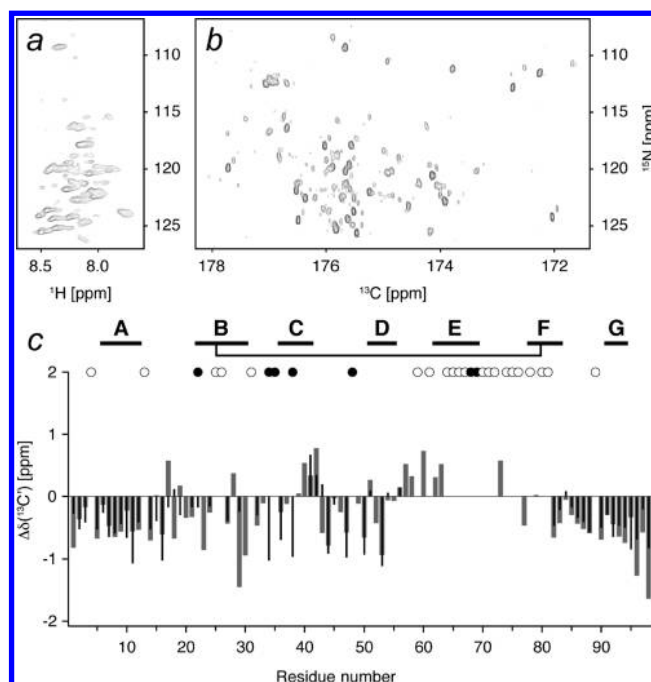 a
b
110
115
120
125
¹⁵N [ppm]
110
115
120
125
8.5 8.0
¹H [ppm]
178 176 174 172
¹³C [ppm]
C
A B C D E F G
2
1
0
-1
-2
Δδ(¹³C') [ppm]
10 20 30 40 50 60 70 80 90
Residue number